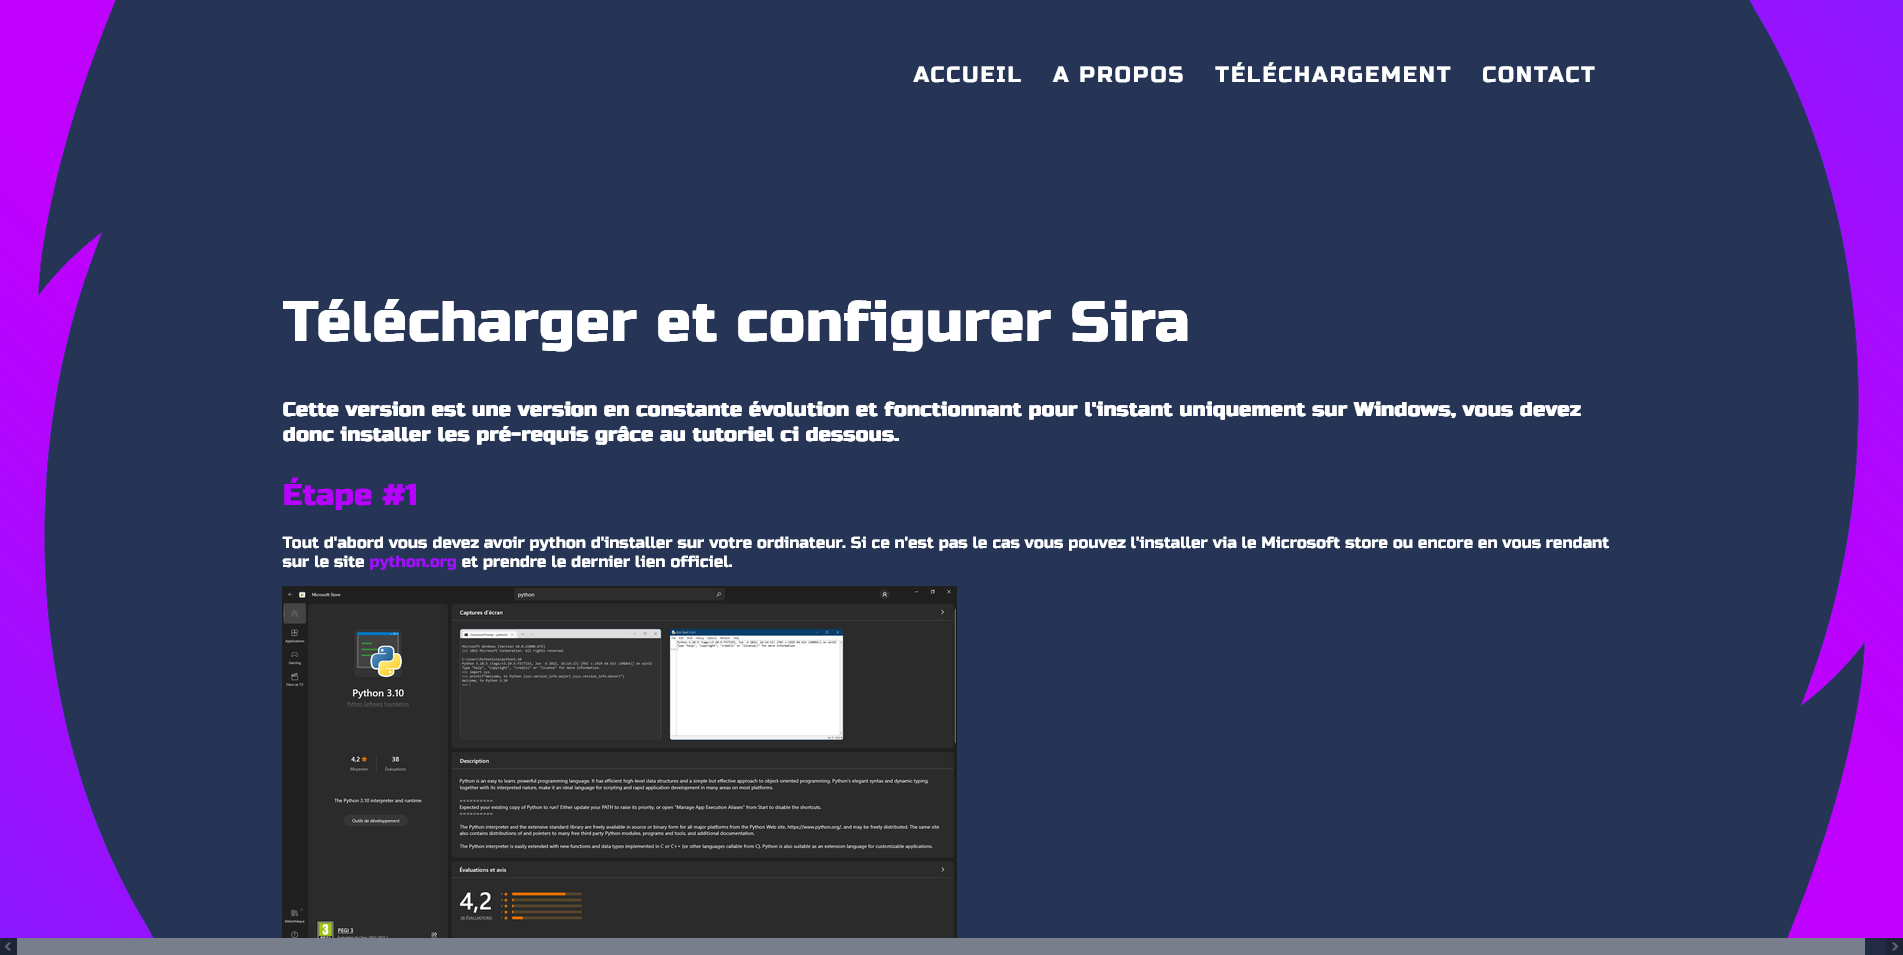 ACCUEIL A PROPOS TÉLÉCHARGEMENT CONTACT
Télécharger et configurer Sira
Cette version est une version en constante évolution et fonctionnant pour l'instant uniquement sur Windows, vous devez
donc installer les pré-requis grâce au tutoriel ci dessous.
Étape #1
Tout d'abord vous devez avoir python d'installer sur votre ordinateur. Si ce n'est pas le cas vous pouvez l'installer via le Microsoft store ou encore en vous rendant
sur le site python.org et prendre le dernier lien officiel.
Microsoft Store
python
Captures d'écran
Applications
Gaming
Films et TV
Python 3.10
Python Software Foundation
4,2 38
Moyenne Évaluations
The Python 3.10 interpreter and runtime
Outils de développement
Description
Python is an easy to learn, powerful programming language. It has efficient high-level data structures and a simple but effective approach to object-oriented programming. Python's elegant syntax and dynamic typing,
together with its interpreted nature, make it an ideal language for scripting and rapid application development in many areas on most platforms.
==========
Expected your existing copy of Python to run? Either update your PATH to raise its priority, or open "Manage App Execution Aliases" from Start to disable the shortcuts.
==========
The Python interpreter and the extensive standard library are freely available in source or binary form for all major platforms from the Python Web site, https://www.python.org/, and may be freely distributed. The same site
also contains distributions of and pointers to many free third party Python modules, programs and tools, and additional documentation.
The Python interpreter is easily extended with new functions and data types implemented in C or C++ (or other languages callable from C). Python is also suitable as an extension language for customizable applications.
Évaluations et avis
4,2
38 ÉVALUATIONS
Bibliothèque
3
PEGI 3